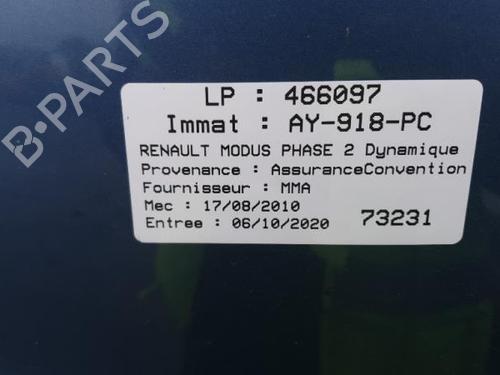 B-PARTS
LP : 466097
Immat : AY-918-PC
RENAULT MODUS PHASE 2 Dynamique
Provenance : AssuranceConvention
Fournisseur : MMA
Mec : 17/08/2010
Entree : 06/10/2020 73231